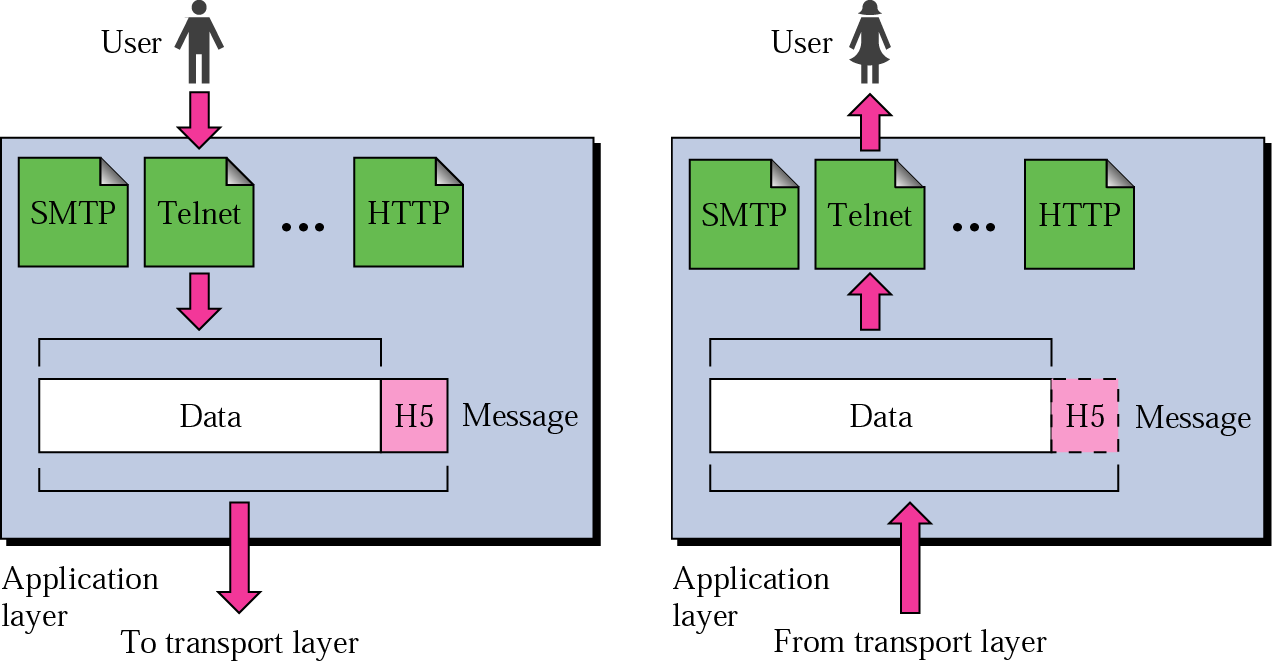 User
SMTP
Telnet
...
HTTP
Data
H5
Message
Application
layer
To transport layer
User
SMTP
Telnet
...
HTTP
Data
H5
Message
Application
layer
From transport layer